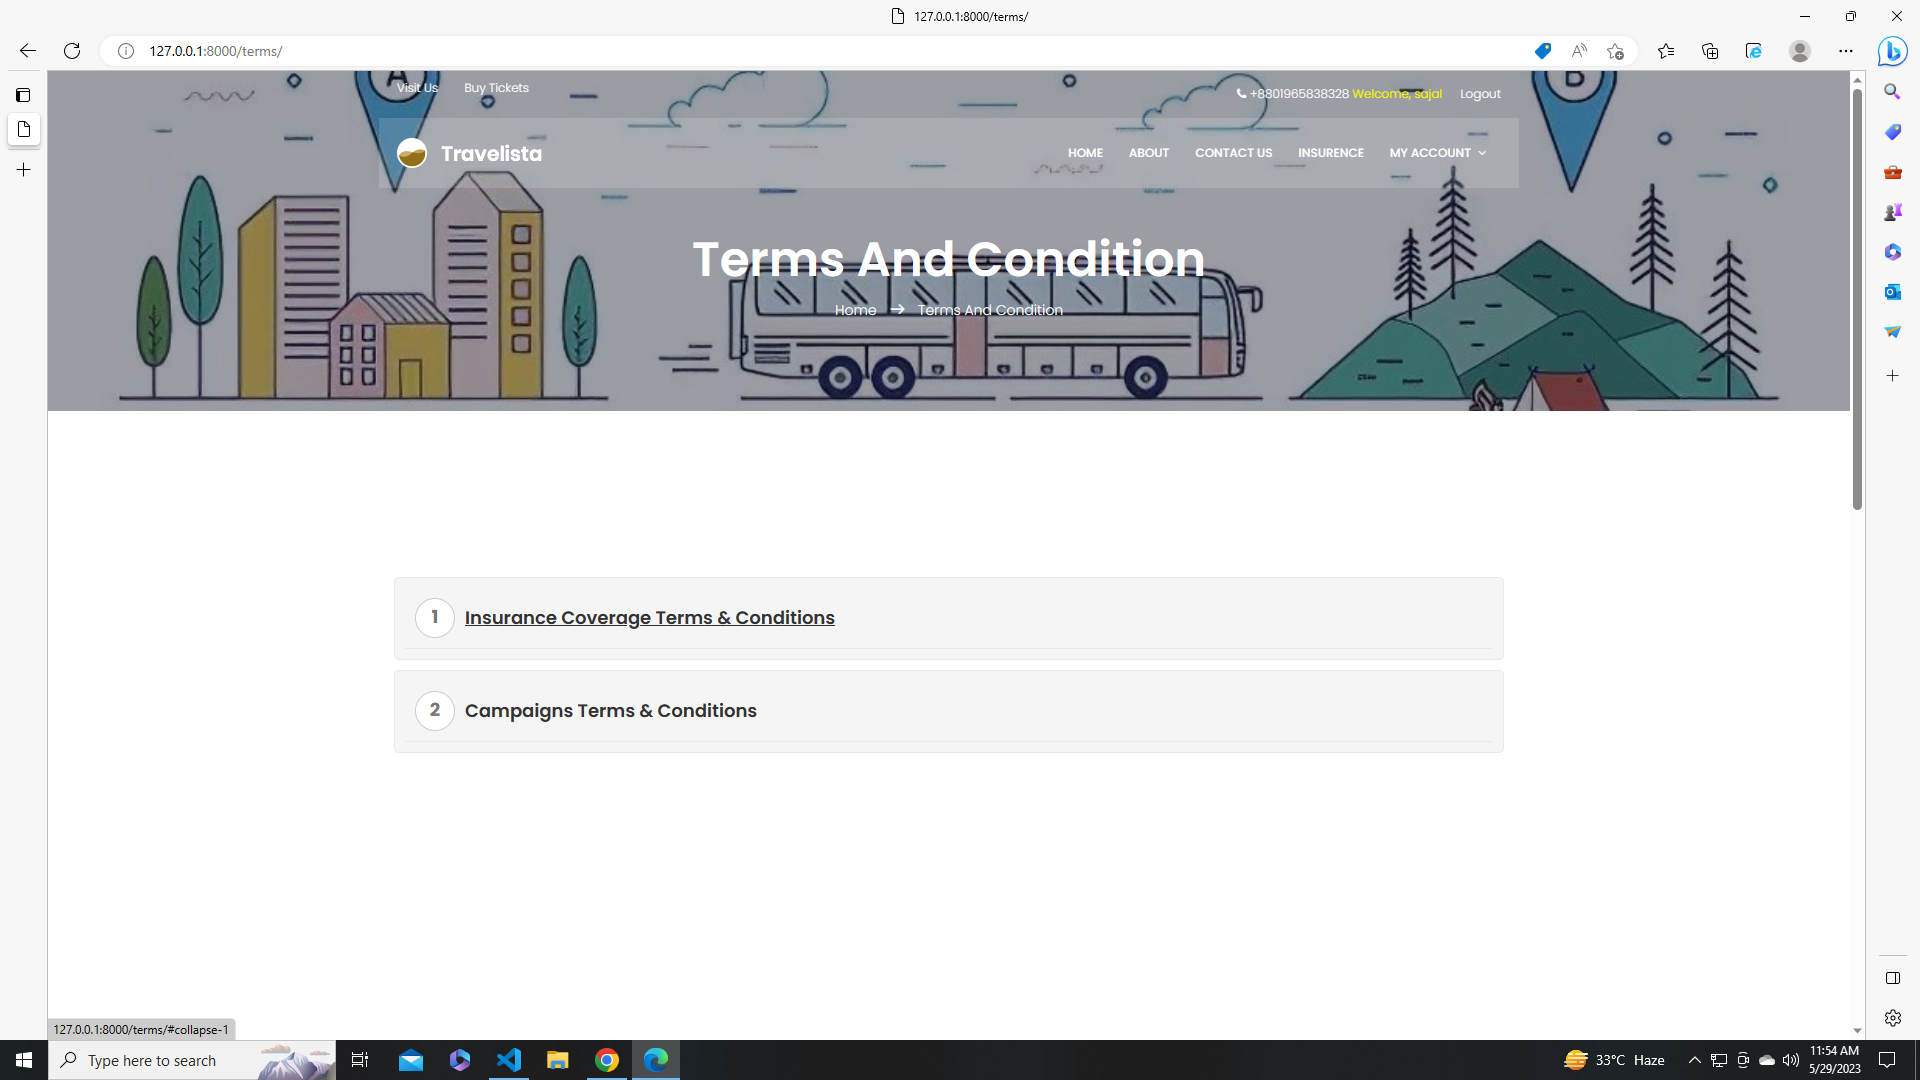 127.0.0.1:8000/terms/
127.0.0.1:8000/terms/
A
B
Visit Us Buy Tickets
+8801965838328 Welcome, sajal Logout
Travelista
HOME ABOUT CONTACT US INSURENCE MY ACCOUNT
Terms And Condition
Home → Terms And Condition
1 Insurance Coverage Terms & Conditions
2 Campaigns Terms & Conditions
127.0.0.1:8000/terms/#collapse-1
Type here to search
33°C Haze
11:54 AM
5/29/2023